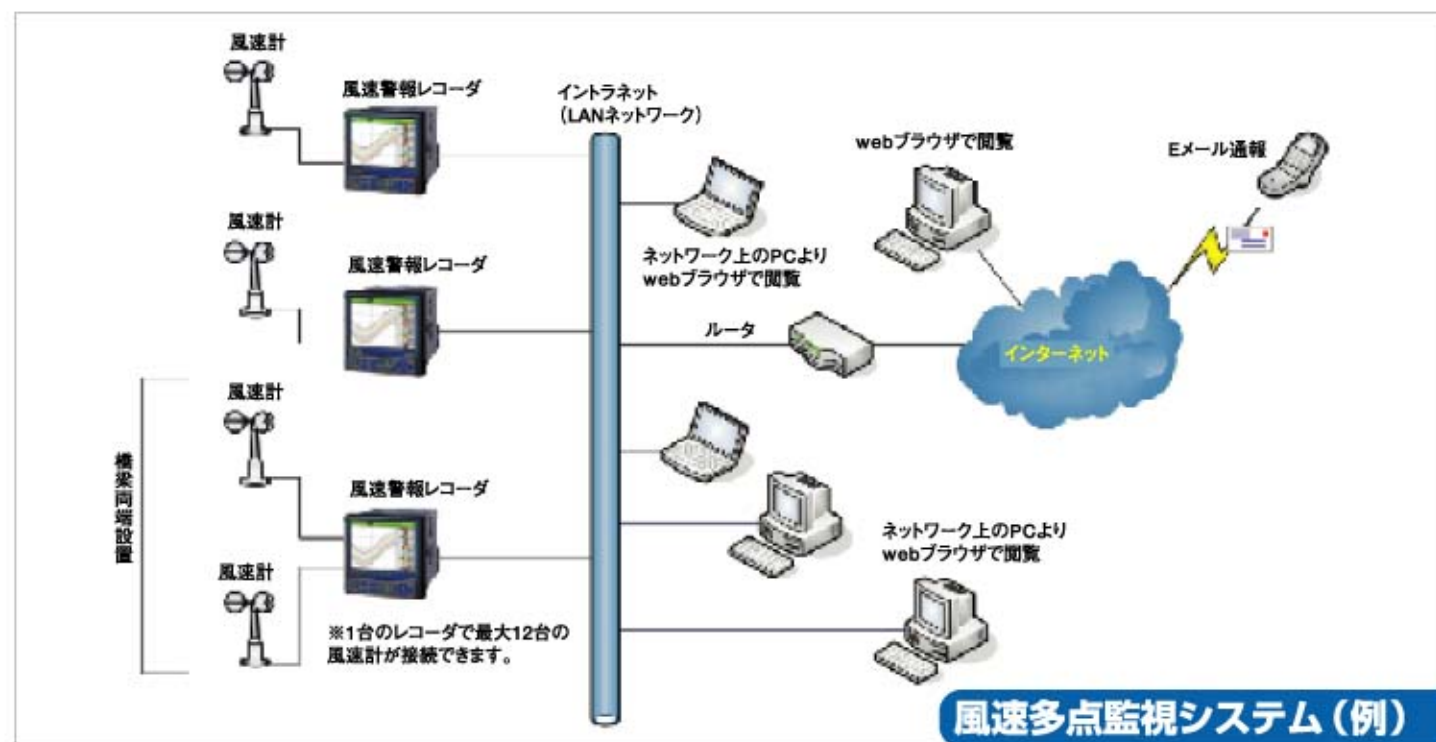 風速計
風速警報レコーダ
イントラネット
（LANネットワーク）
webブラウザで閲覧
Eメール通報
風速計
風速警報レコーダ
ネットワーク上のPCより
webブラウザで閲覧
ルータ
インターネット
風速計
橋梁両端設置
風速警報レコーダ
ネットワーク上のPCより
webブラウザで閲覧
風速計
※1台のレコーダで最大12台の
風速計が接続できます。
風速多点監視システム（例）